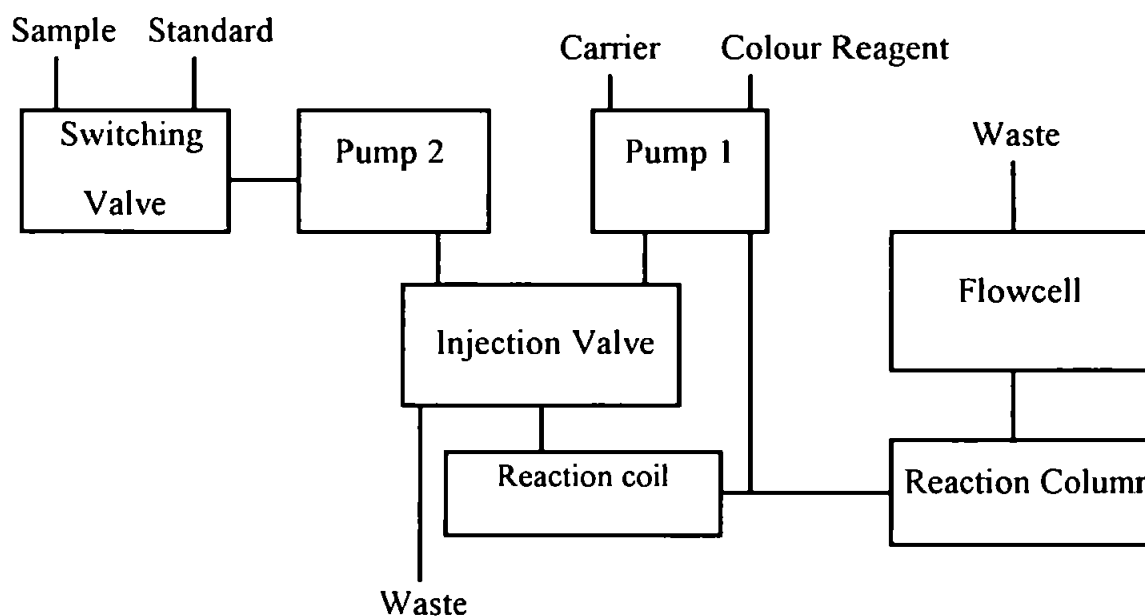 Sample Standard
Carrier Colour Reagent
Switching
Valve
Pump 2
Pump 1
Waste
Injection Valve
Flowcell
Reaction coil
Reaction Column
Waste